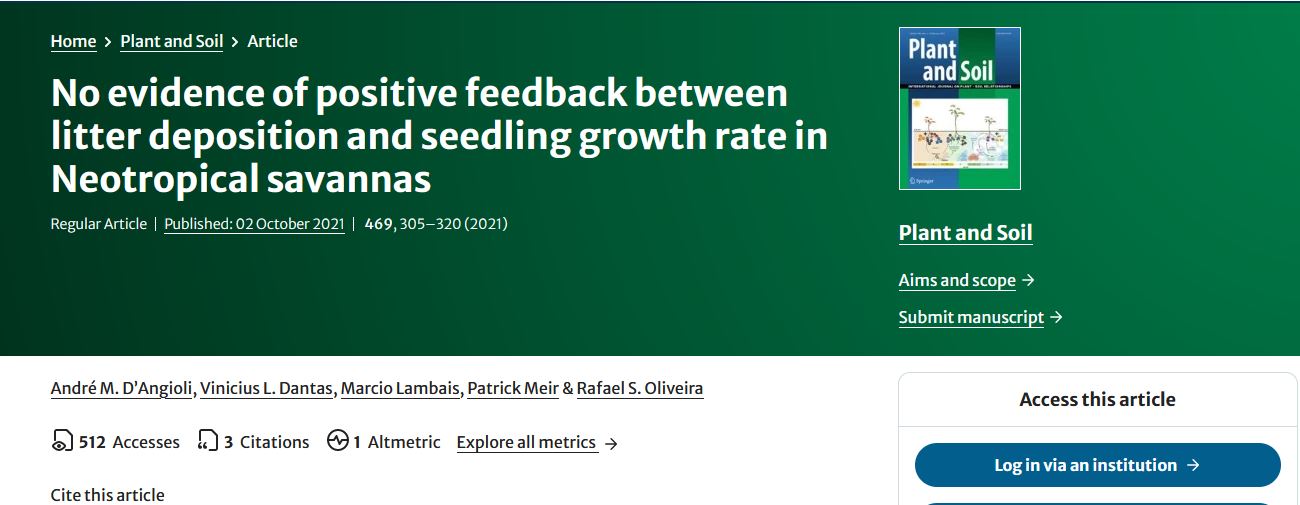 Home > Plant and Soil > Article
No evidence of positive feedback between
litter deposition and seedling growth rate in
Neotropical savannas
Regular Article | Published: 02 October 2021 | 469, 305–320 (2021)
Plant
and Soil
INTERNATIONAL JOURNAL ON PLANT - SOIL RELATIONSHIPS
Springer
Plant and Soil
Aims and scope →
Submit manuscript →
André M. D’Angioli, Vinicius L. Dantas, Marcio Lambais, Patrick Meir & Rafael S. Oliveira
512 Accesses 3 Citations 1 Altmetric Explore all metrics →
Cite this article
Access this article
Log in via an institution →